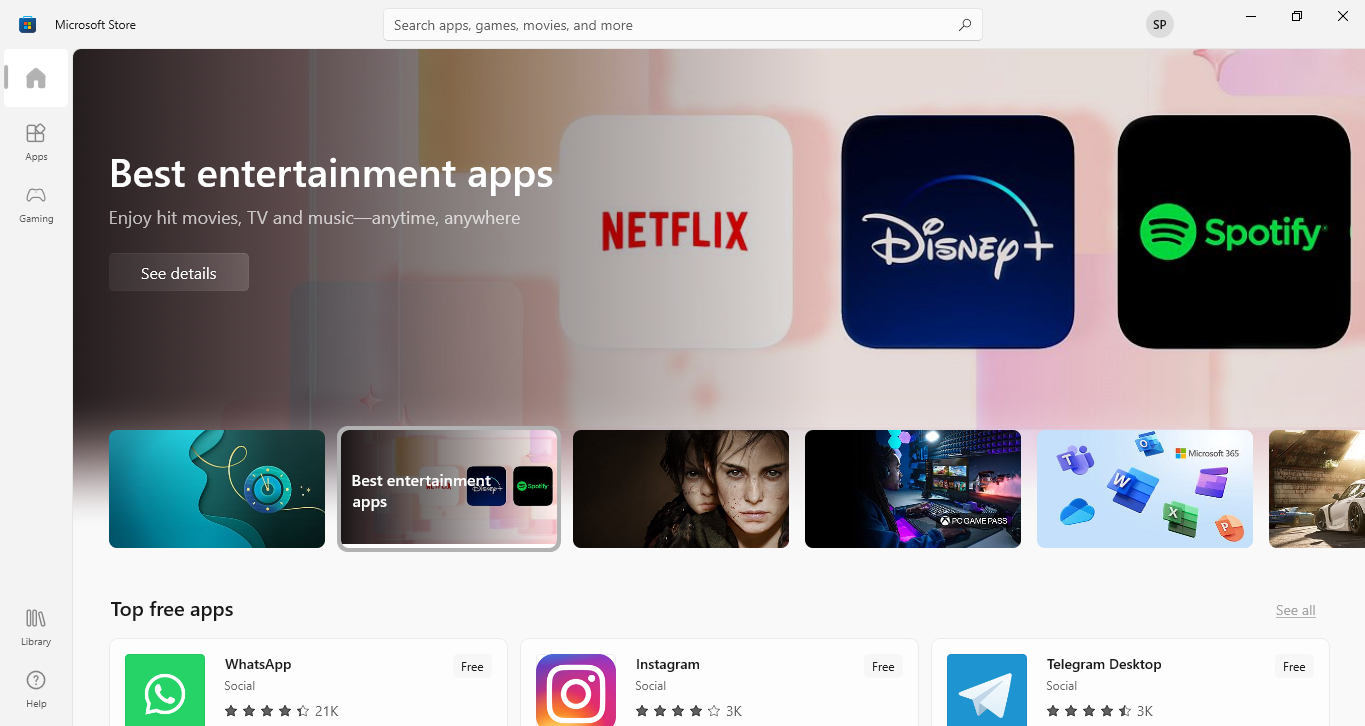 Microsoft Store
Search apps, games, movies, and more
SP
Apps
Gaming
Library
Help
Best entertainment apps
Enjoy hit movies, TV and music—anytime, anywhere
See details
NETFLIX
Disney+
Spotify
Best entertainment
apps
Disney+
Spotify
PC GAME PASS
Microsoft 365
T
O
W
X
P
Top free apps
See all
WhatsApp
Free
Social
21K
Instagram
Free
Social
3K
Telegram Desktop
Free
Social
3K